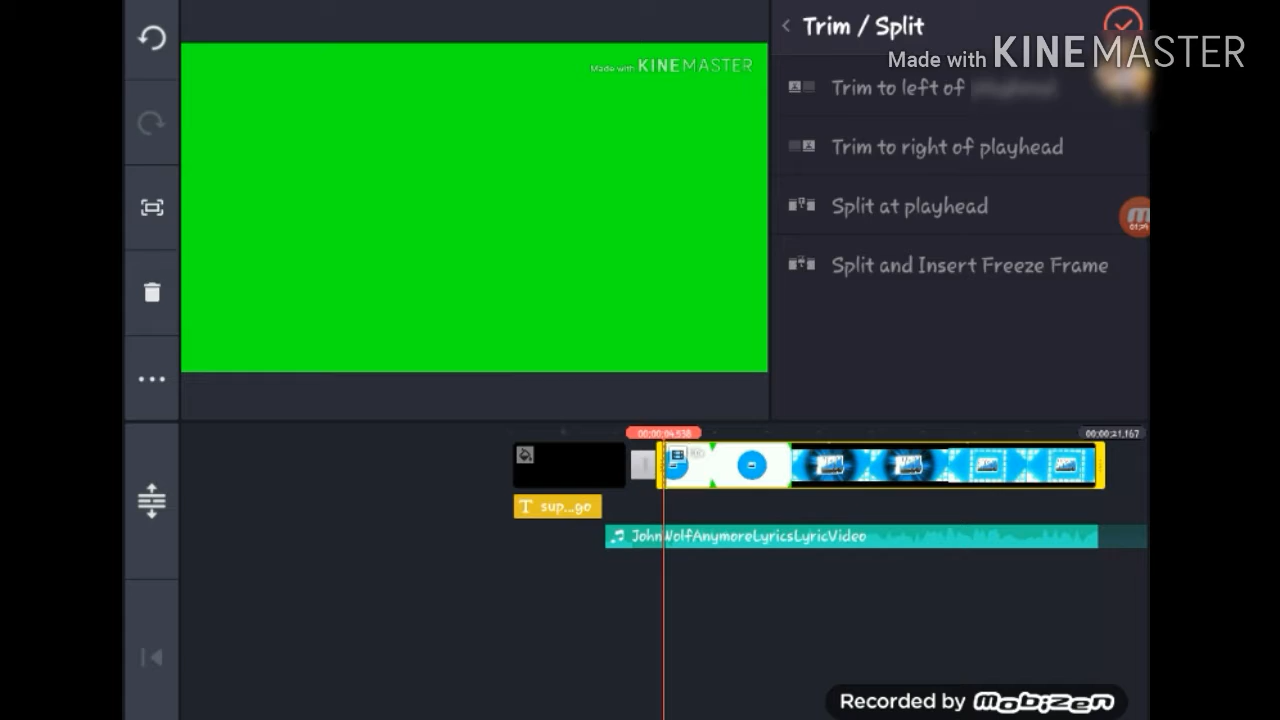 Trim / Split
Made with KINEMASTER
Made with KINEMASTER
Trim to left of
Trim to right of playhead
Split at playhead
Split and Insert Freeze Frame
00:00:04.538
00:00:21.167
T sup...go
JohnWolfAnymoreLyricsLyricVideo
Recorded by mobizen